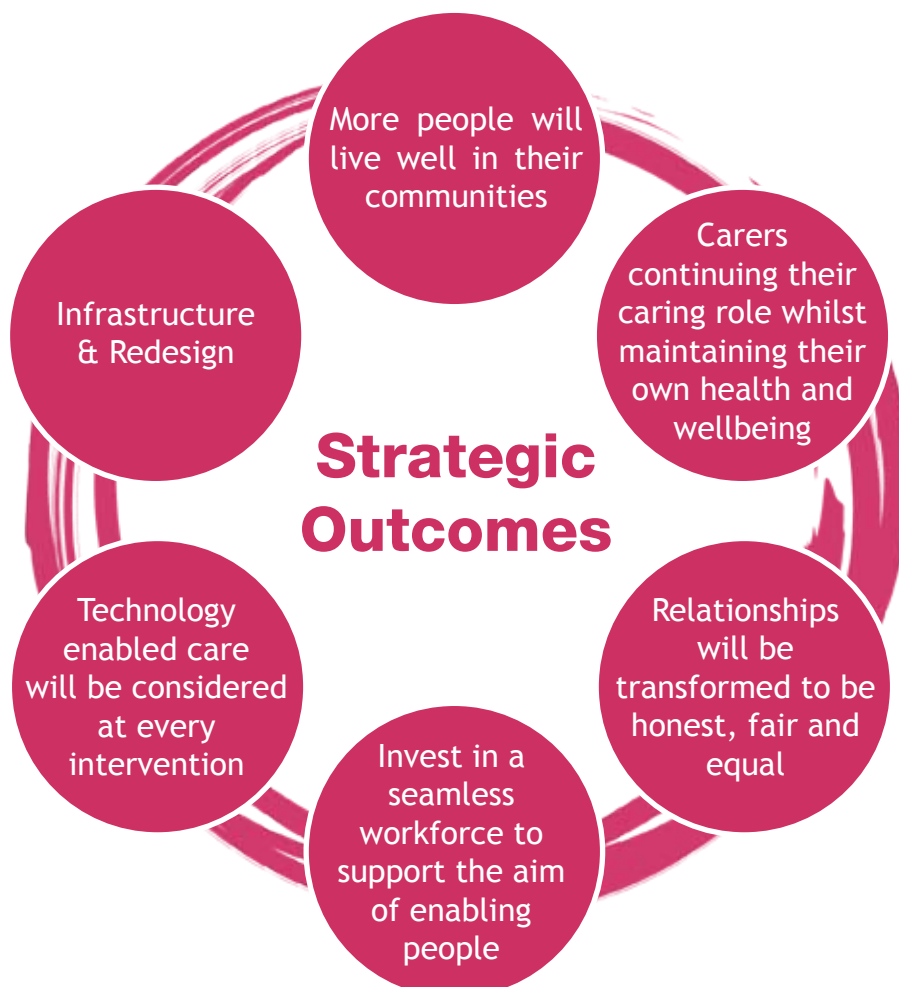 More people will
live well in their
communities
Carers
continuing their
caring role whilst
maintaining their
own health and
wellbeing
Relationships
will be
transformed to be
honest, fair and
equal
Invest in a
seamless
workforce to
support the aim
of enabling
people
Technology
enabled care
will be considered
at every
intervention
Infrastructure
& Redesign
Strategic
Outcomes